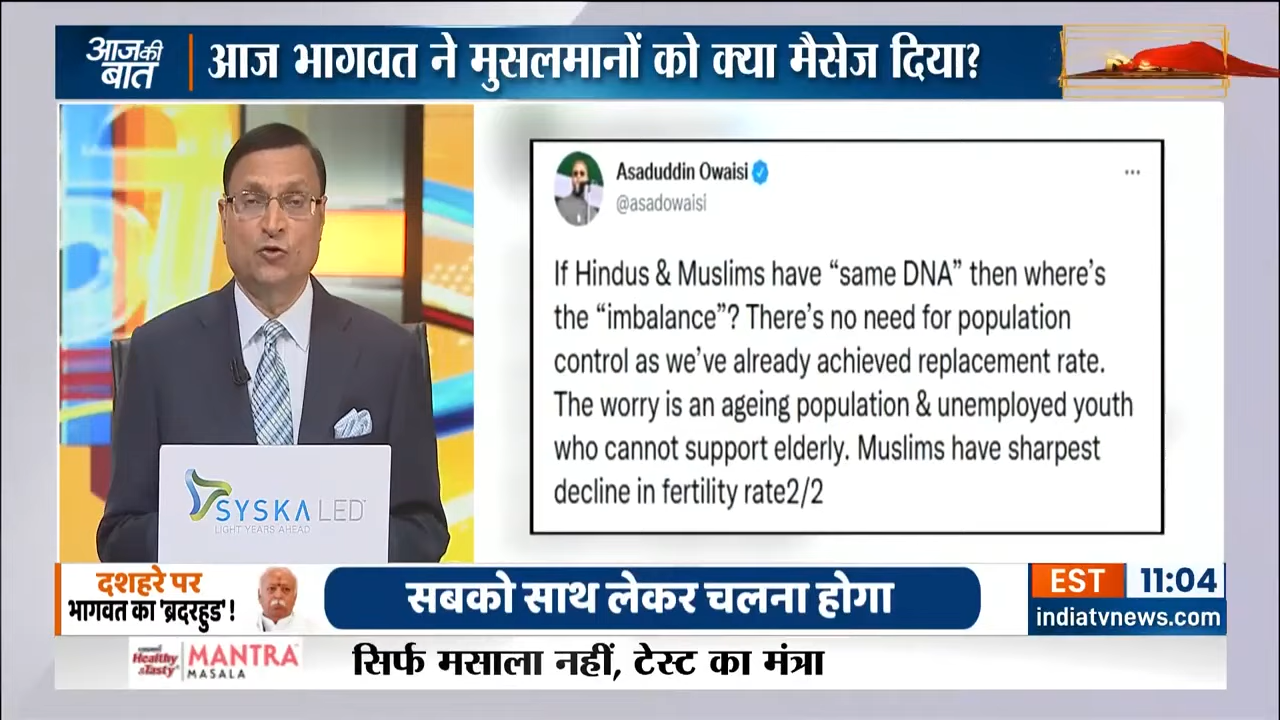 आज की
बात
आज भागवत ने मुसलमानों को क्या मैसेज दिया?
Asaduddin Owaisi
@asadowaisi
If Hindus & Muslims have “same DNA” then where’s
the “imbalance”? There’s no need for population
control as we’ve already achieved replacement rate.
The worry is an ageing population & unemployed youth
who cannot support elderly. Muslims have sharpest
decline in fertility rate2/2
SYSKA LED
LIGHT YEARS AHEAD
दशहरे पर
भागवत का 'ब्रदरहुड'!
सबको साथ लेकर चलना होगा
EST 11:04
indiatvnews.com
Healthy
&Tasty
MANTRA
MASALA
सिर्फ मसाला नहीं, टेस्ट का मंत्रा